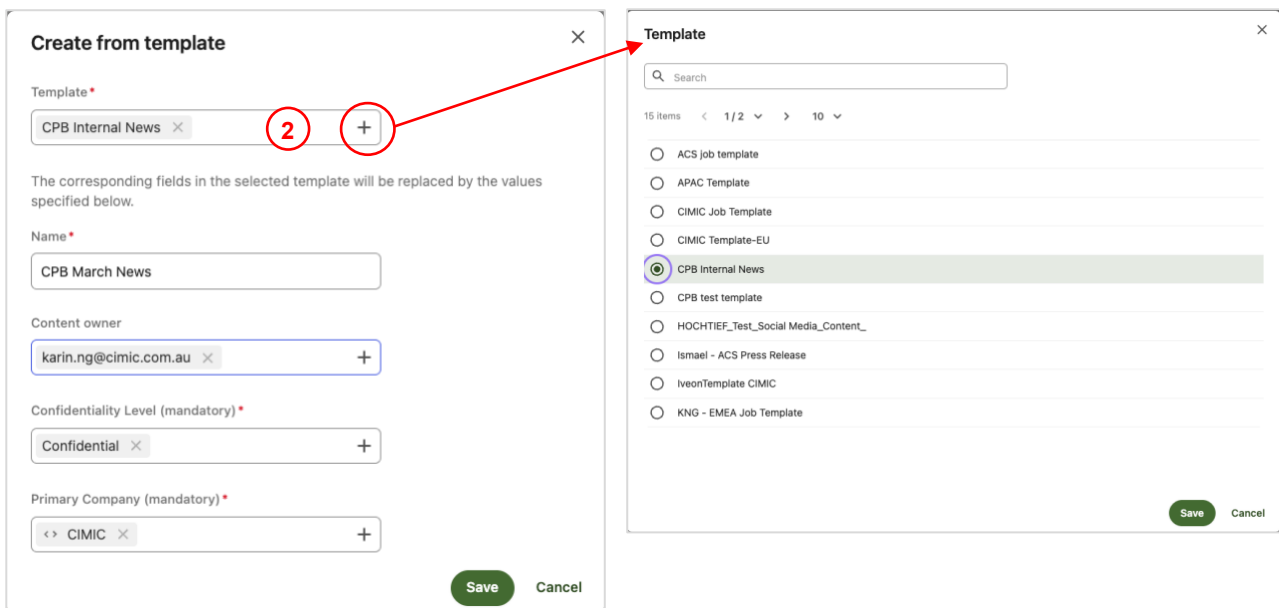 Create from template
Template*
CPB Internal News
2
The corresponding fields in the selected template will be replaced by the values
specified below.
Name*
CPB March News
Content owner
karin.ng@cimic.com.au
Confidentiality Level (mandatory)*
Confidential
Primary Company (mandatory)*
CIMIC
Save Cancel
Template
Search
15 items 1/2 10
ACS job template
APAC Template
CIMIC Job Template
CIMIC Template-EU
CPB Internal News
CPB test template
HOCHTIEF_Test_Social Media_Content_
Ismael - ACS Press Release
IveonTemplate CIMIC
KNG - EMEA Job Template
Save Cancel